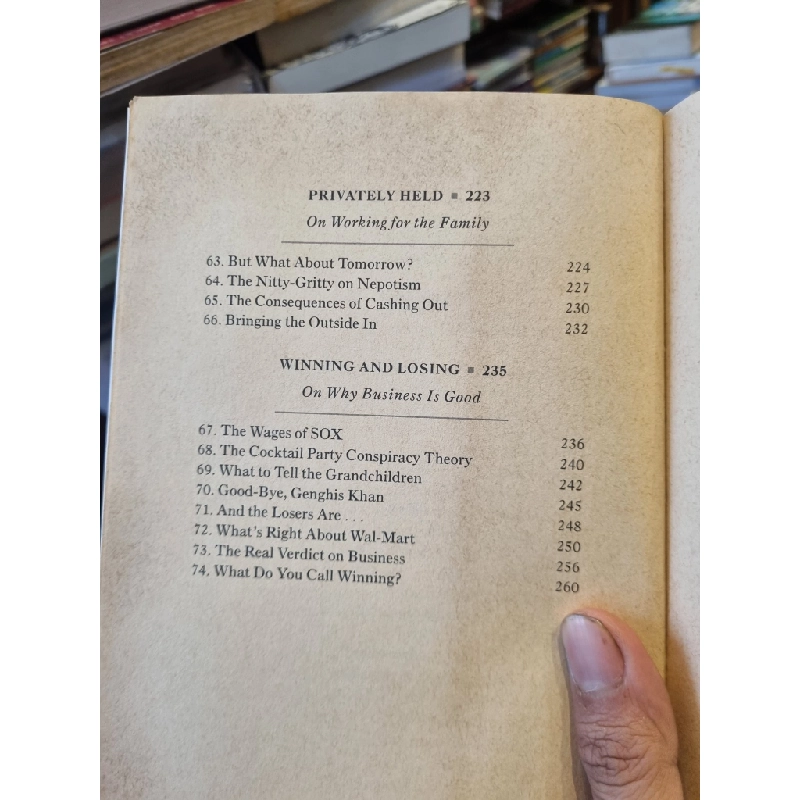 PRIVATELY HELD ▪ 223
On Working for the Family
63. But What About Tomorrow? 224
64. The Nitty-Gritty on Nepotism 227
65. The Consequences of Cashing Out 230
66. Bringing the Outside In 232
WINNING AND LOSING ▪ 235
On Why Business Is Good
67. The Wages of SOX 236
68. The Cocktail Party Conspiracy Theory 240
69. What to Tell the Grandchildren 242
70. Good-Bye, Genghis Khan 245
71. And the Losers Are . . . 248
72. What's Right About Wal-Mart 250
73. The Real Verdict on Business 256
74. What Do You Call Winning? 260